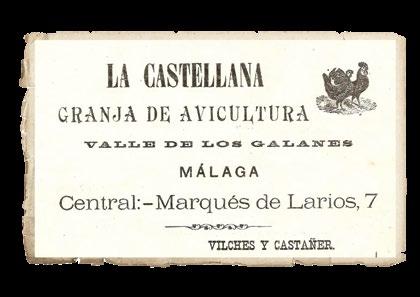 LA CASTELLANA
GRANJA DE AVICULTURA
VALLE DE LOS GALANES
MÁLAGA
Central:-Marqués de Larios, 7
VILCHES Y CASTAÑER.